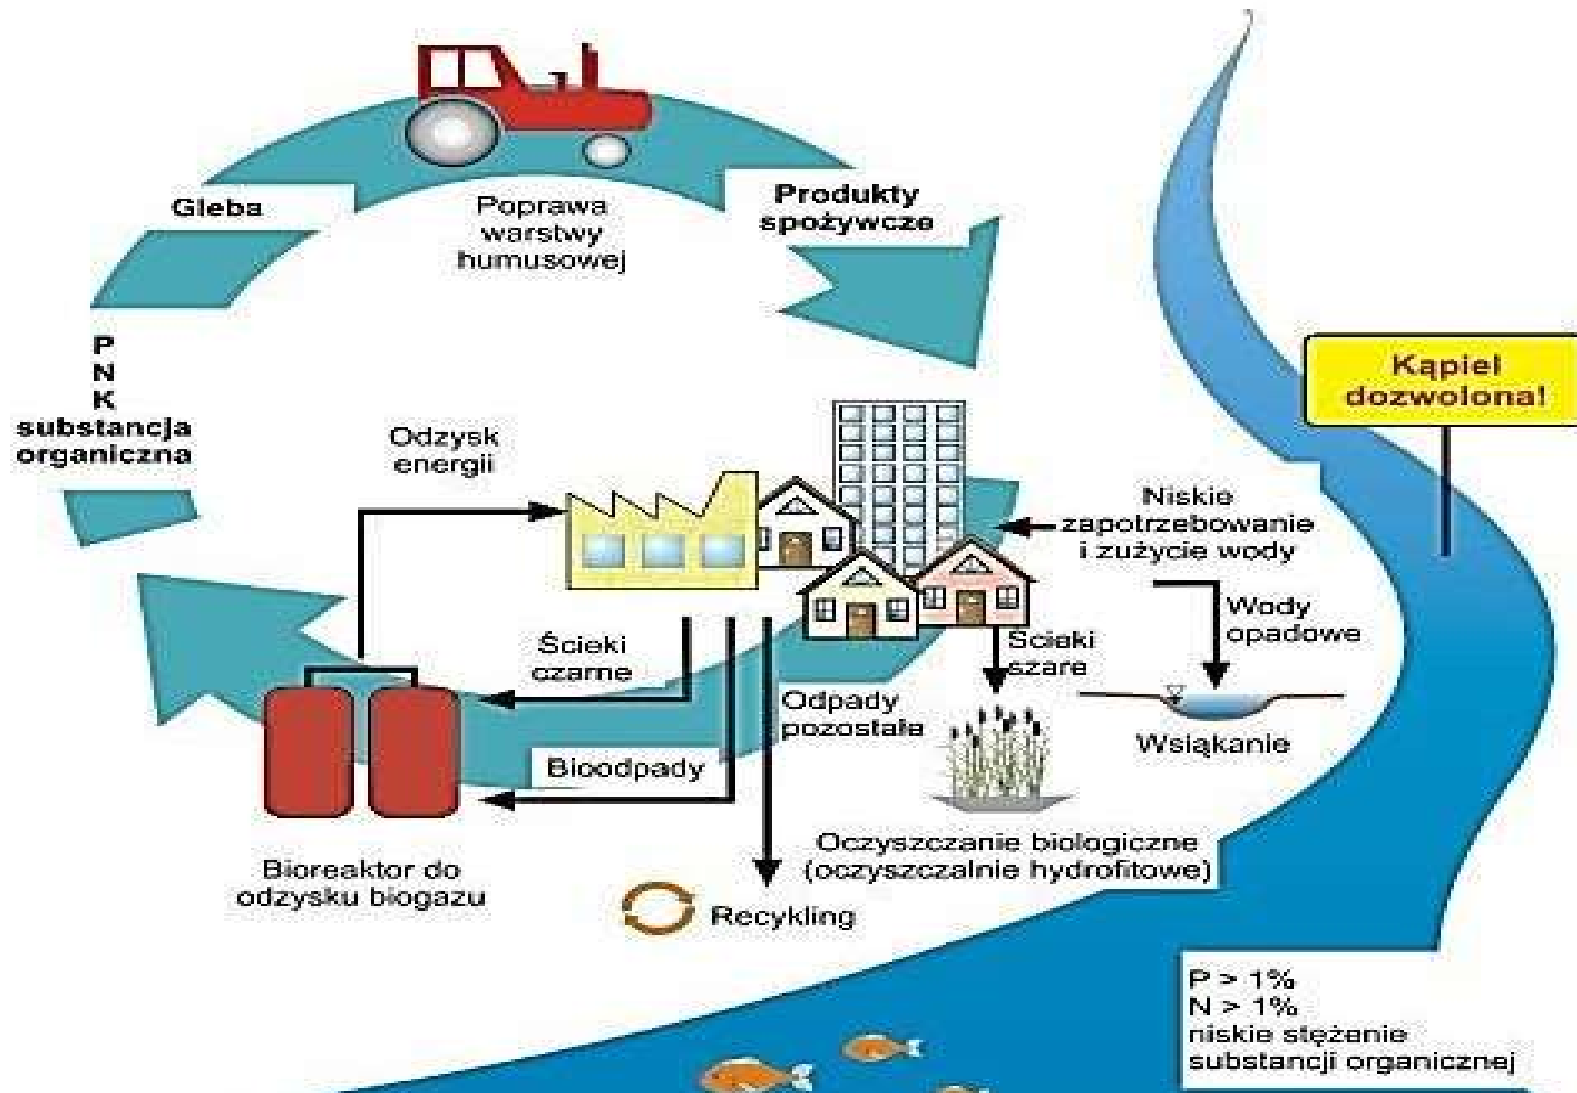 Gleba
Poprawa
warstwy
humusowej
Produkty
spożywcze
P
N
K
substancja
organiczna
Odzysk
energii
Kąpiel
dozwolona!
Niskie
zapotrzebowanie
i zużycie wody
Wody
opadowe
Ścieki
czarne
Ścieki
szare
Odpady
pozostałe
Wsiąkanie
Bioodpady
Oczyszczanie biologiczne
(oczyszczalnie hydrofitowe)
Bioreaktor do
odzysku biogazu
Recykling
P > 1%
N > 1%
niskie stężenie
substancji organicznej